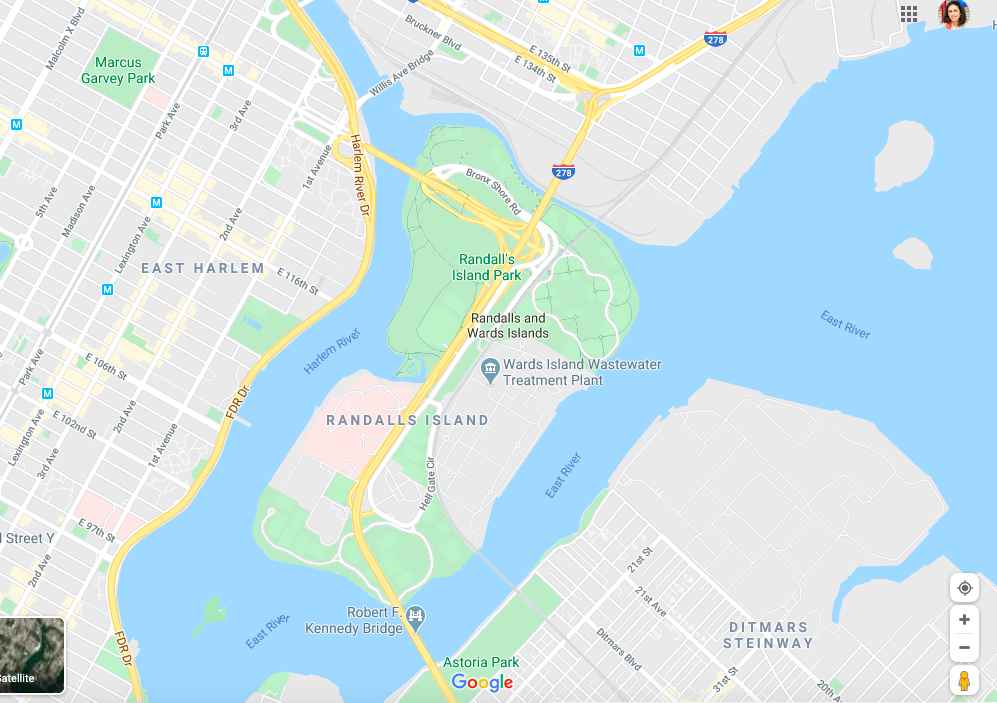 Malcolm X Blvd
Bruckner Blvd
E 135th St
E 134th St
278
M
Marcus
Garvey Park
M
M
Willis Ave Bridge
Park Ave
3rd Ave
M
1st Avenue
Harlem River Dr
278
Bronx Shore Rd
5th Ave
Madison Ave
M
Lexington Ave
2nd Ave
EAST HARLEM
E 116th St
M
Randall's
Island Park
Randalls and
Wards Islands
East River
Harlem River
Wards Island Wastewater
Treatment Plant
Park Ave
E 106th St
M
FDR Dr
2nd Ave
E 102nd St
Lexington Ave
3rd Ave
1st Avenue
RANDALLS ISLAND
Hell Gate Cir
East River
E 97th St
l Street Y
2nd Ave
21st St
21st Ave
Robert F.
Kennedy Bridge
East River
DITMARS
STEINWAY
Ditmars Blvd
FDR Dr
Astoria Park
31st St
20th Ave
Satellite
Google